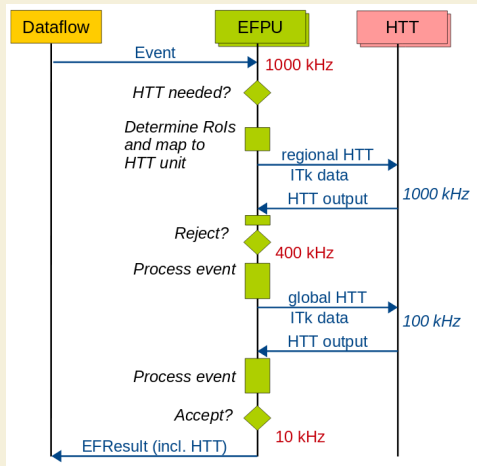 Dataflow
EFPU
HTT
Event
1000 kHz
HTT needed?
Determine RoIs
and map to
HTT unit
regional HTT
ITk data
1000 kHz
HTT output
Reject?
400 kHz
Process event
global HTT
ITk data
100 kHz
HTT output
Process event
Accept?
10 kHz
EFResult (incl. HTT)